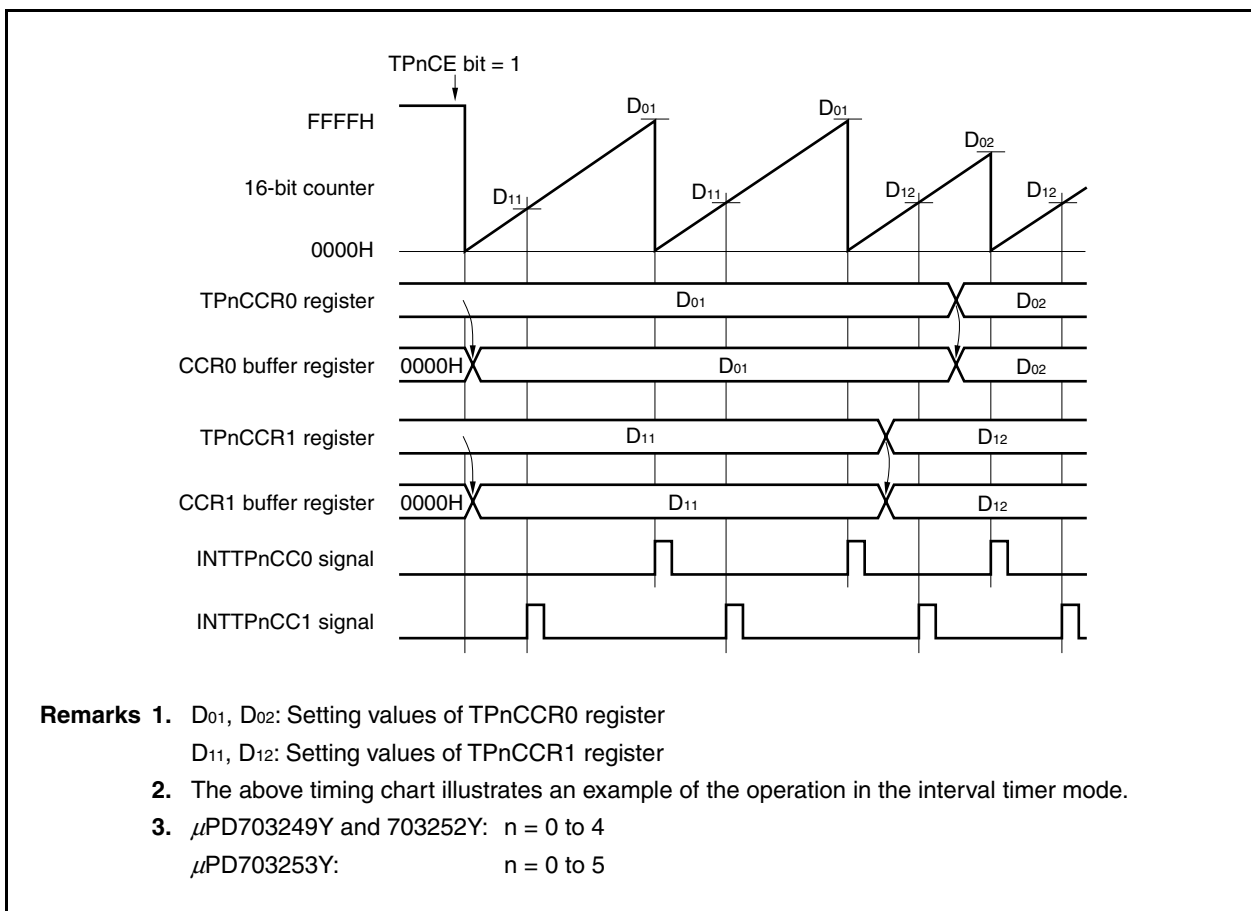 TPnCE bit = 1
FFFFH
D01
D01
D02
16-bit counter
D11
D11
D12
D12
0000H
TPnCCR0 register
D01
D02
CCR0 buffer register
0000H
D01
D02
TPnCCR1 register
D11
D12
CCR1 buffer register
0000H
D11
D12
INTTPnCC0 signal
INTTPnCC1 signal
Remarks 1. D01, D02: Setting values of TPnCCR0 register
D11, D12: Setting values of TPnCCR1 register
2. The above timing chart illustrates an example of the operation in the interval timer mode.
3. μPD703249Y and 703252Y: n = 0 to 4
μPD703253Y: n = 0 to 5